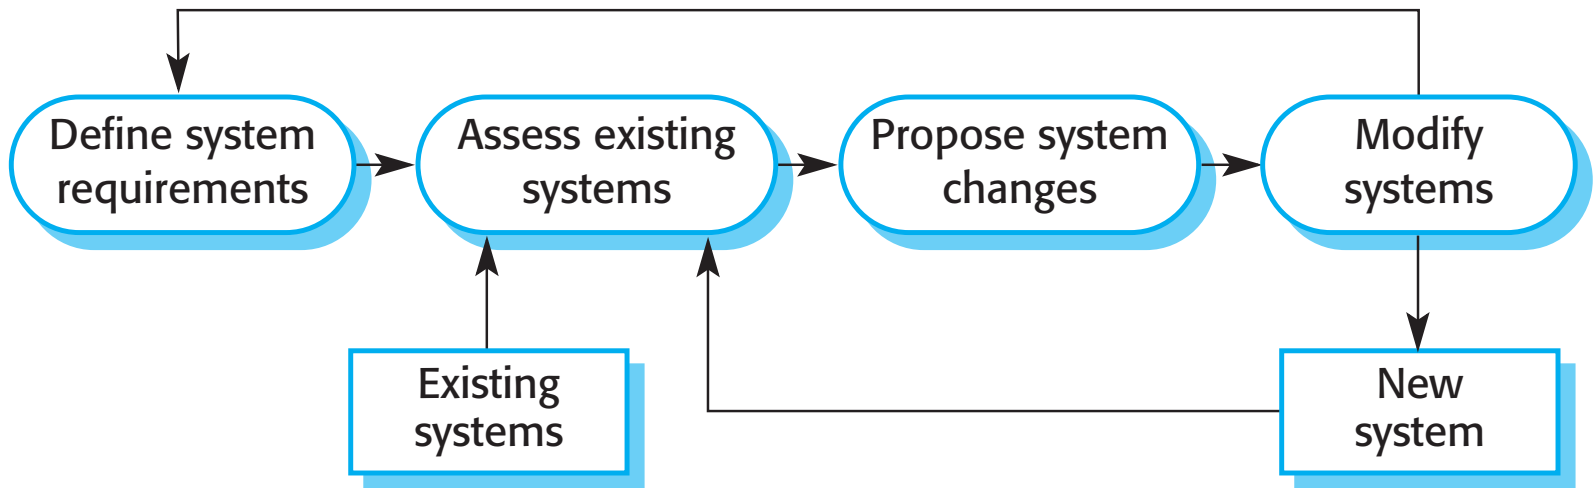 Define system
requirements
Assess existing
systems
Propose system
changes
Modify
systems
Existing
systems
New
system